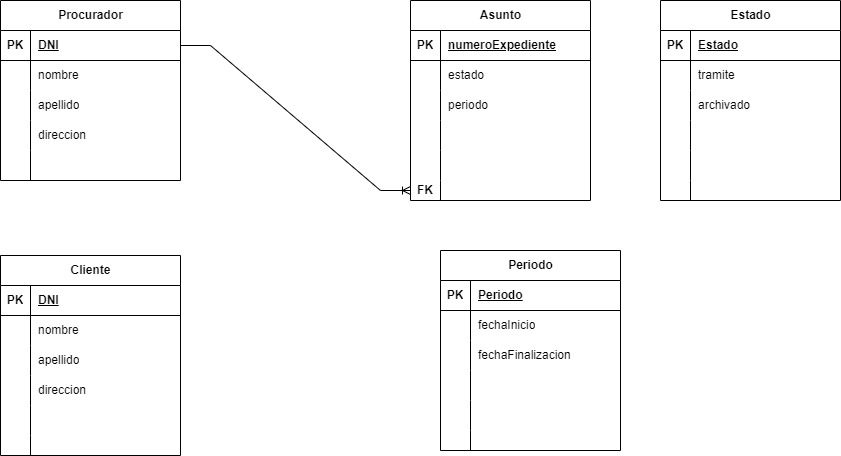 Procurador
PK DNI
nombre
apellido
direccion
Asunto
PK numeroExpediente
estado
periodo
FK
Estado
PK Estado
tramite
archivado
Cliente
PK DNI
nombre
apellido
direccion
Periodo
PK Periodo
fechaInicio
fechaFinalizacion